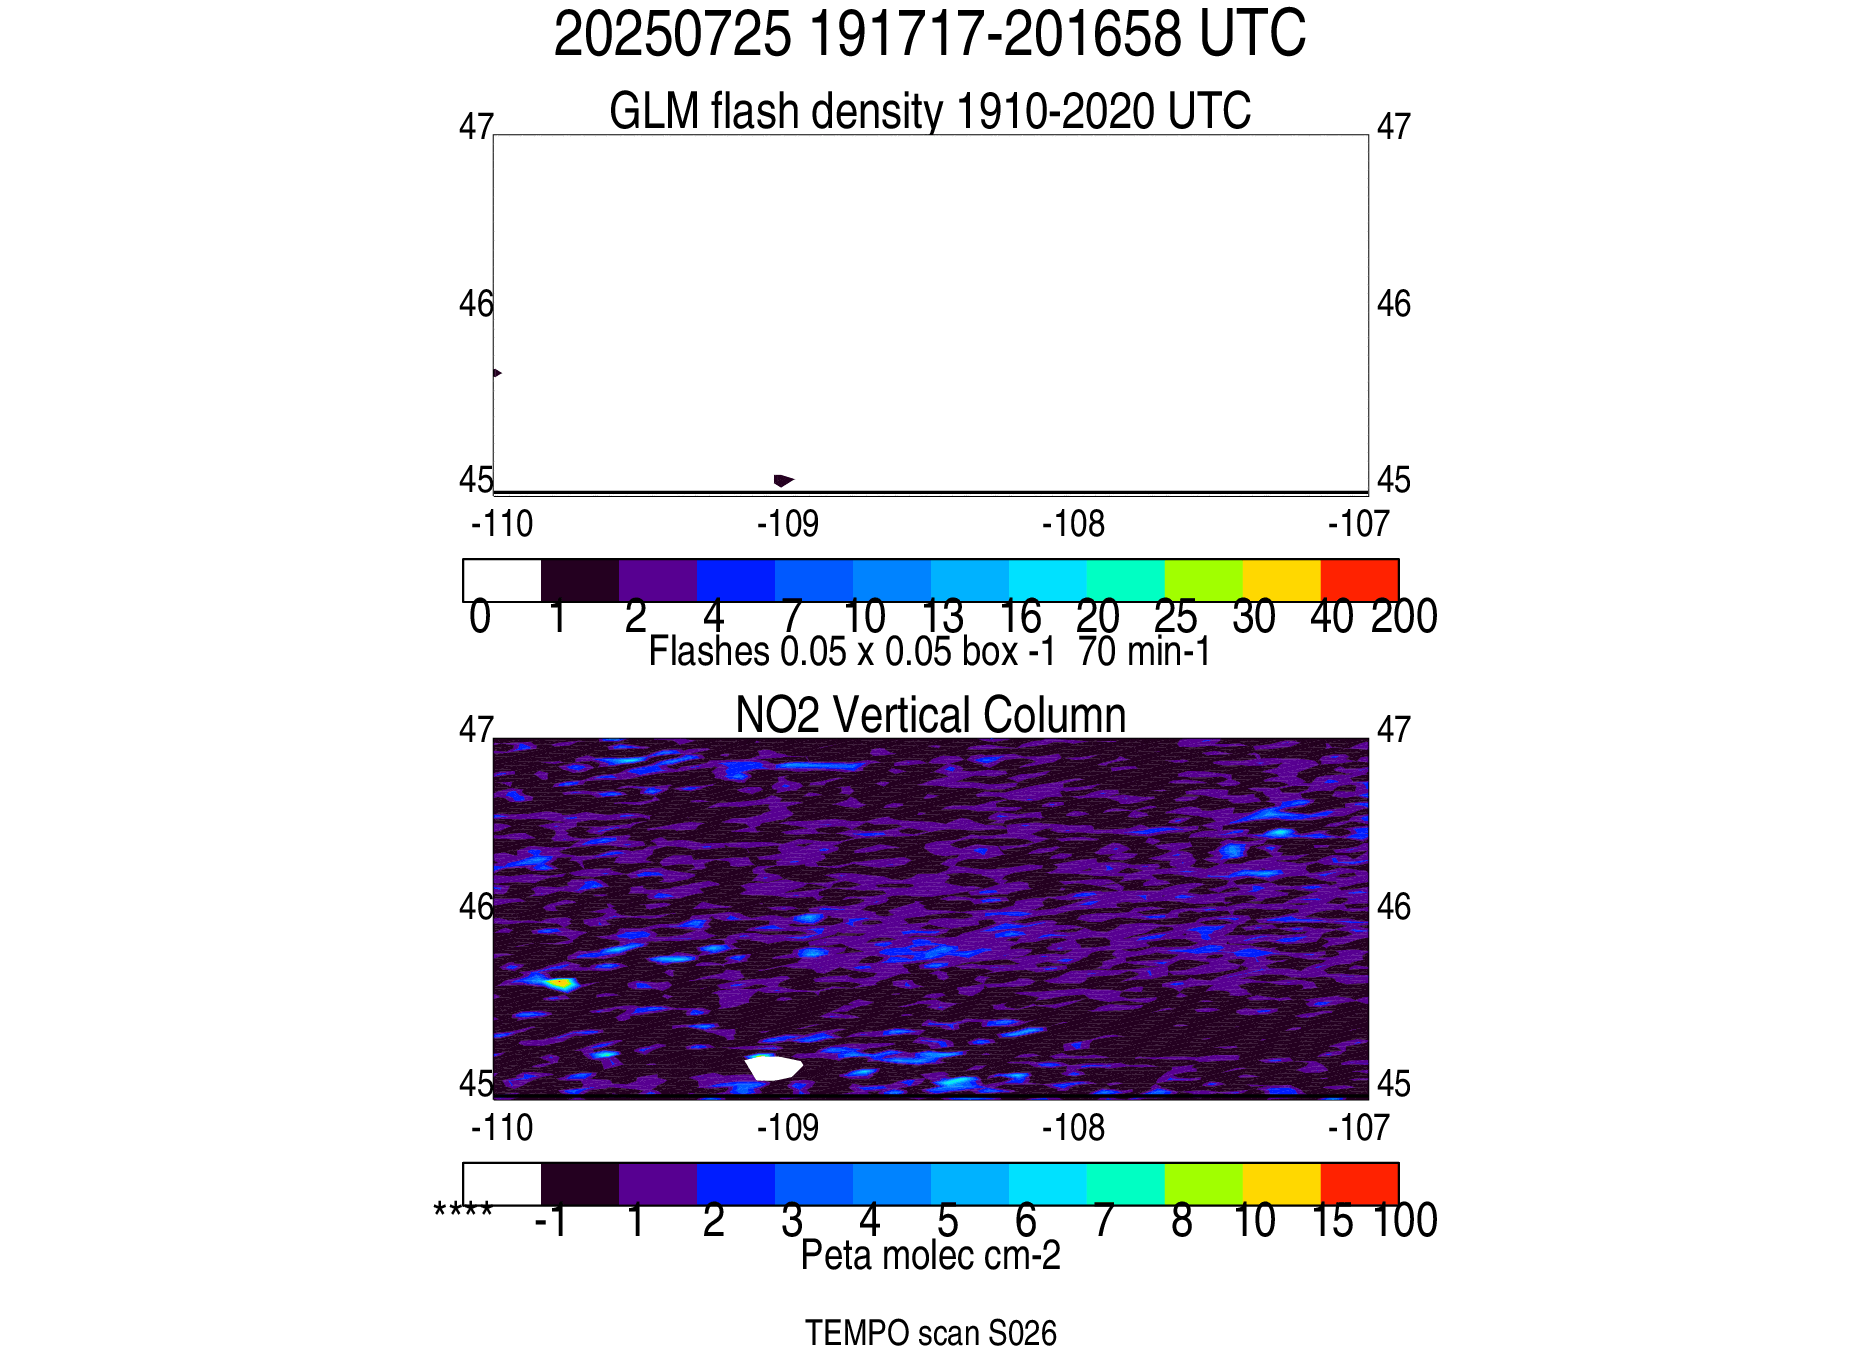 20250725 191717-201658 UTC
GLM flash density 1910-2020 UTC
47 47
46 46
45 45
-110 -109 -108 -107
0 1 2 4 7 10 13 16 20 25 30 40 200
Flashes 0.05 x 0.05 box -1 70 min-1
NO2 Vertical Column
47 47
46 46
45 45
-110 -109 -108 -107
**** -1 1 2 3 4 5 6 7 8 10 15 100
Peta molec cm-2
TEMPO scan S026